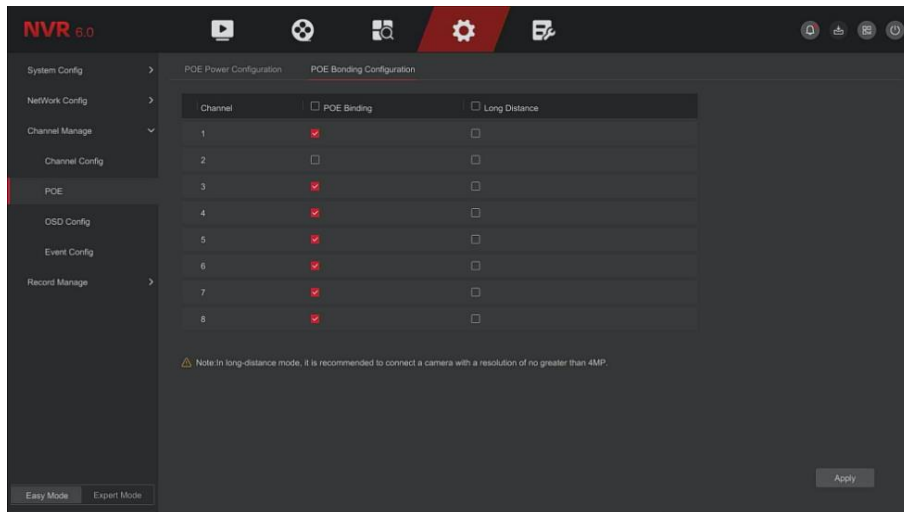 NVR 6.0
System Config
NetWork Config
Channel Manage
Channel Config
POE
OSD Config
Event Config
Record Manage
Easy Mode Expert Mode
POE Power Configuration POE Bonding Configuration
Channel POE Binding Long Distance
1
2
3
4
5
6
7
8
Note:In long-distance mode, it is recommended to connect a camera with a resolution of no greater than 4MP.
Apply